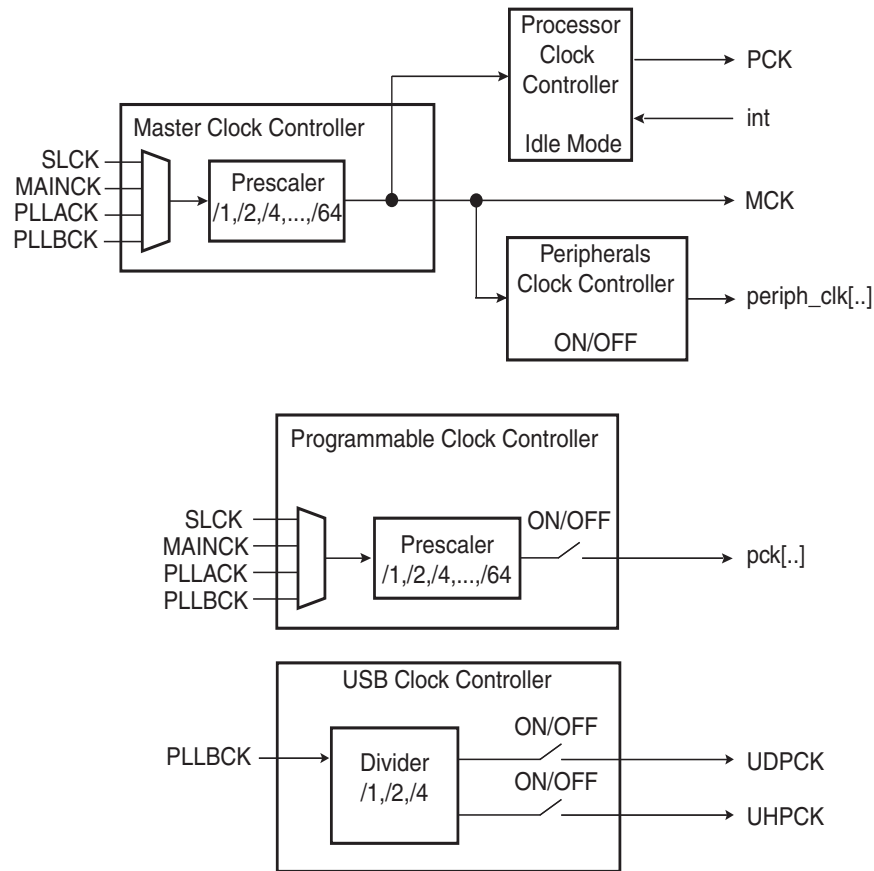 Processor
Clock
Controller
Idle Mode
PCK
int
Master Clock Controller
SLCK
MAINCK
PLLACK
PLLBCK
Prescaler
/1,/2,/4,...,/64
MCK
Peripherals
Clock Controller
ON/OFF
periph_clk[..]
Programmable Clock Controller
SLCK
MAINCK
PLLACK
PLLBCK
Prescaler
/1,/2,/4,...,/64
ON/OFF
pck[..]
USB Clock Controller
PLLBCK
Divider
/1,/2,/4
ON/OFF
UDPCK
ON/OFF
UHPCK